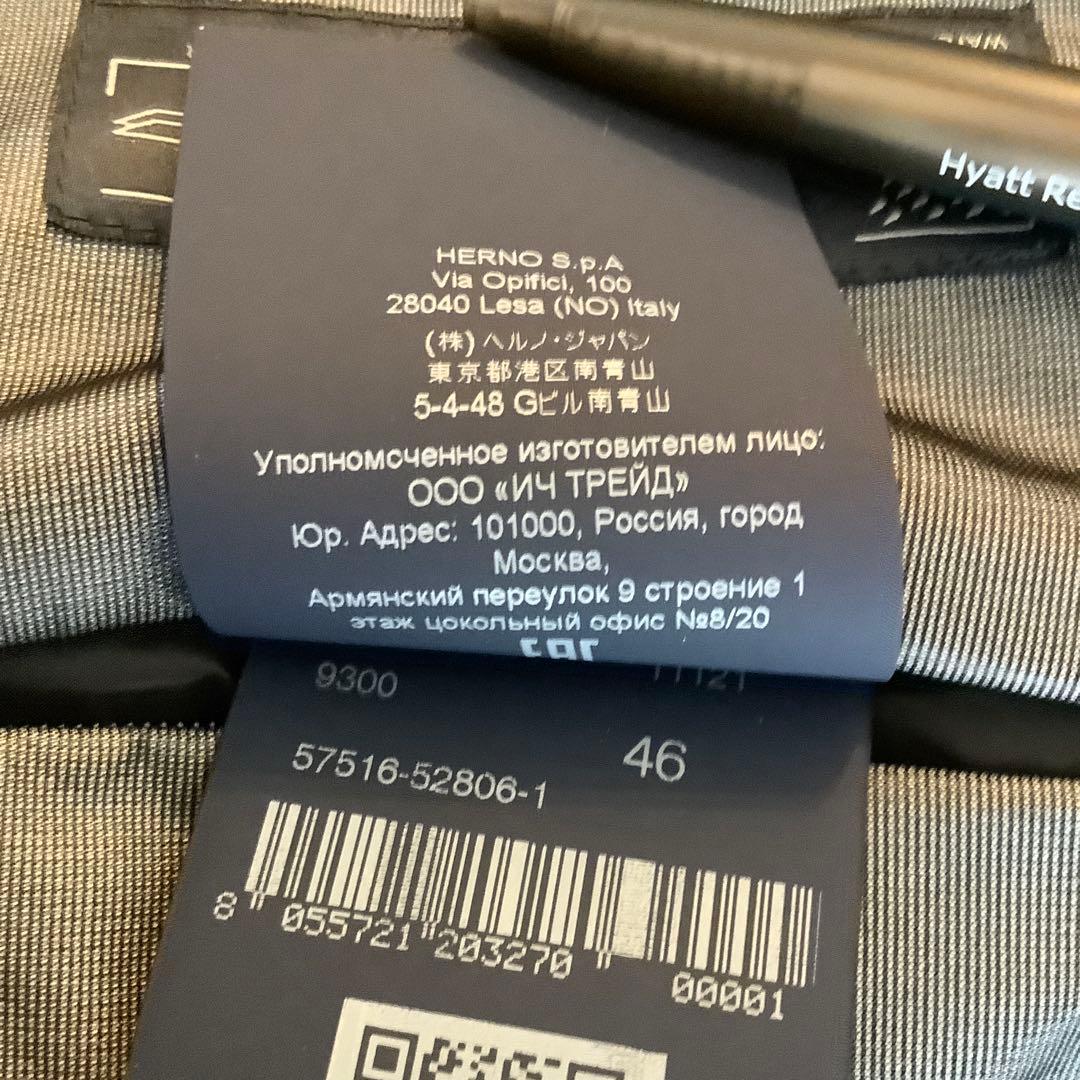 Hyatt Re
HERNO S.p.A
Via Opifici, 100
28040 Lesa (NO) Italy
(株)ヘルノ・ジャパン
東京都港区南青山
5-4-48 Gビル南青山
Уполномоченное изготовителем лицо:
ООО «ИЧ ТРЕЙД»
Юр. Адрес: 101000, Россия, город
Москва,
Армянский переулок 9 строение 1
этаж цокольный офис №8/20
EAC
9300
57516-52806-1 46
8 055721 203270 00001